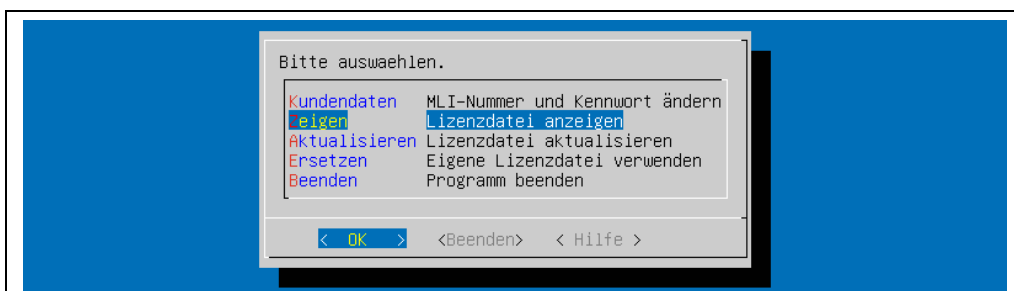 Bitte auswaehlen.
Kundendaten MLI-Nummer und Kennwort ändern
Zeigen Lizenzdatei anzeigen
Aktualisieren Lizenzdatei aktualisieren
Ersetzen Eigene Lizenzdatei verwenden
Beenden Programm beenden
< OK > <Beenden> < Hilfe >